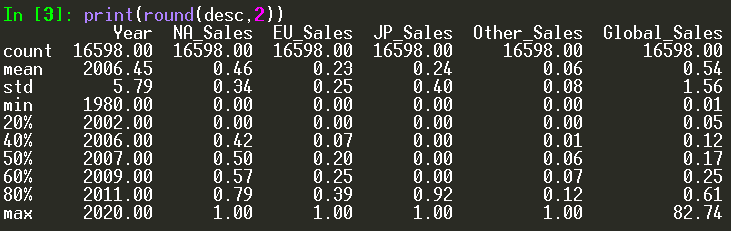 In [3]: print(round(desc,2))
Year NA_Sales EU_Sales JP_Sales Other_Sales Global_Sales
count 16598.00 16598.00 16598.00 16598.00 16598.00 16598.00
mean 2006.45 0.46 0.23 0.24 0.06 0.54
std 5.79 0.34 0.25 0.40 0.08 1.56
min 1980.00 0.00 0.00 0.00 0.00 0.01
20% 2002.00 0.00 0.00 0.00 0.00 0.05
40% 2006.00 0.42 0.07 0.00 0.01 0.12
50% 2007.00 0.50 0.20 0.00 0.06 0.17
60% 2009.00 0.57 0.25 0.00 0.07 0.25
80% 2011.00 0.79 0.39 0.92 0.12 0.61
max 2020.00 1.00 1.00 1.00 1.00 82.74